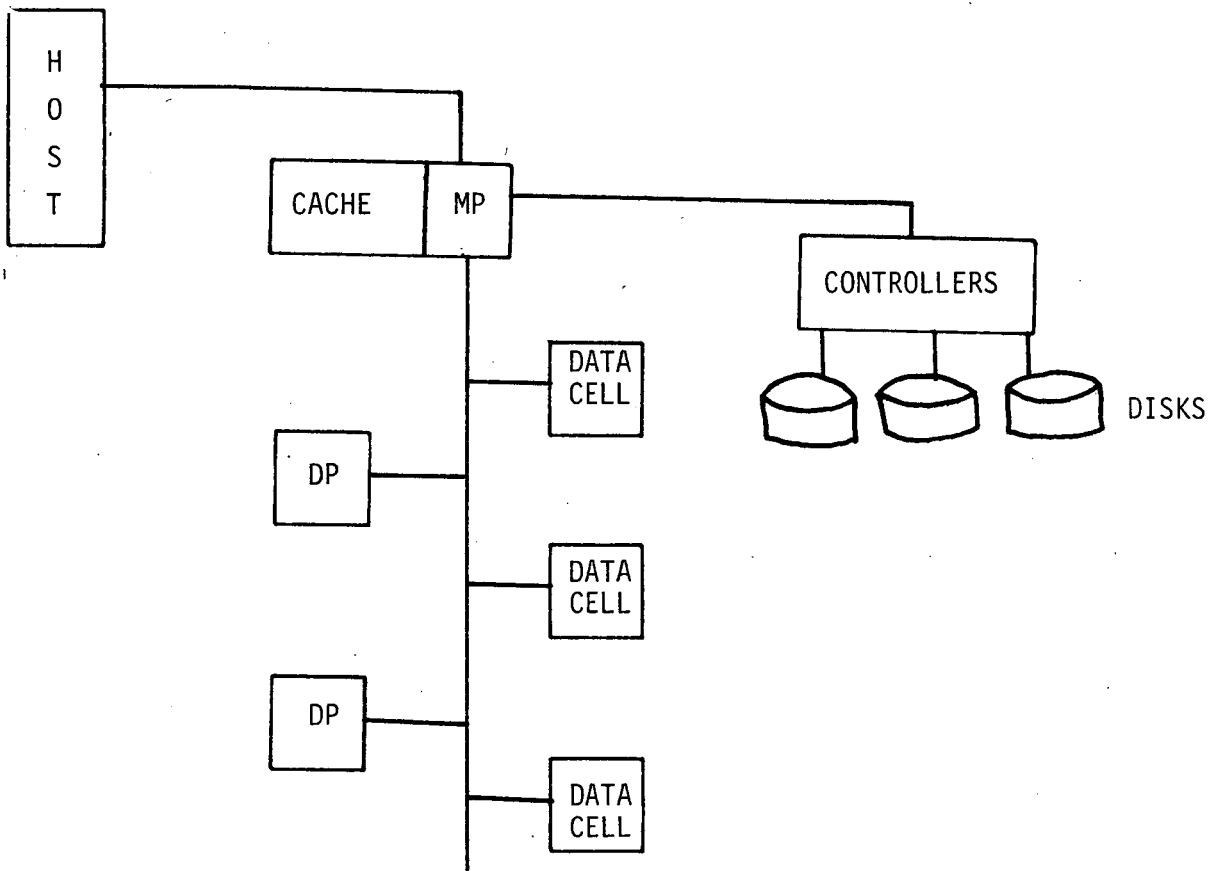 H
O
S
T
CACHE
MP
CONTROLLERS
DATA
CELL
DISKS
DP
DATA
CELL
DP
DATA
CELL